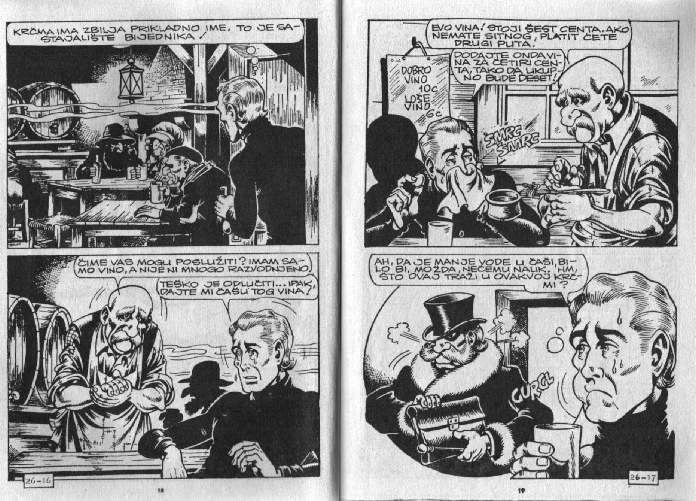 KRČMA IMA ZBILJA PRIKLADNO IME. TO JE SA-
STAJALIŠTE BIJEDNIKA!
ČIME VAS MOGU POSLUŽITI? IMAM SA-
MO VINO, A NIJE NI MNOGO RAZVODNJENO.
TEŠKO JE ODLUČITI... IPAK,
DAJTE MI ČAŠU TOG VINA!
26-16
18
EVO VINA! STOJI ŠEST CENTA. AKO
NEMATE SITNOG, PLATIT ĆETE
DRUGI PUTA.
DODAJTE ONDA VI-
NA ZA ČETIRI CEN-
TA, TAKO DA UKUP-
NO BUDE DESET.
DOBRO
VINO
10c
LOŠE
VINO
6c
ŠMRC
ŠMRC
AH, DA JE MANJE VODE U ČAŠI, BI-
LO BI, MOŽDA, NEČEMU NALIK, HM,
ŠTO OVAJ TRAŽI U OVAKVOJ KRČ-
MI?
GURGL
26-17
19